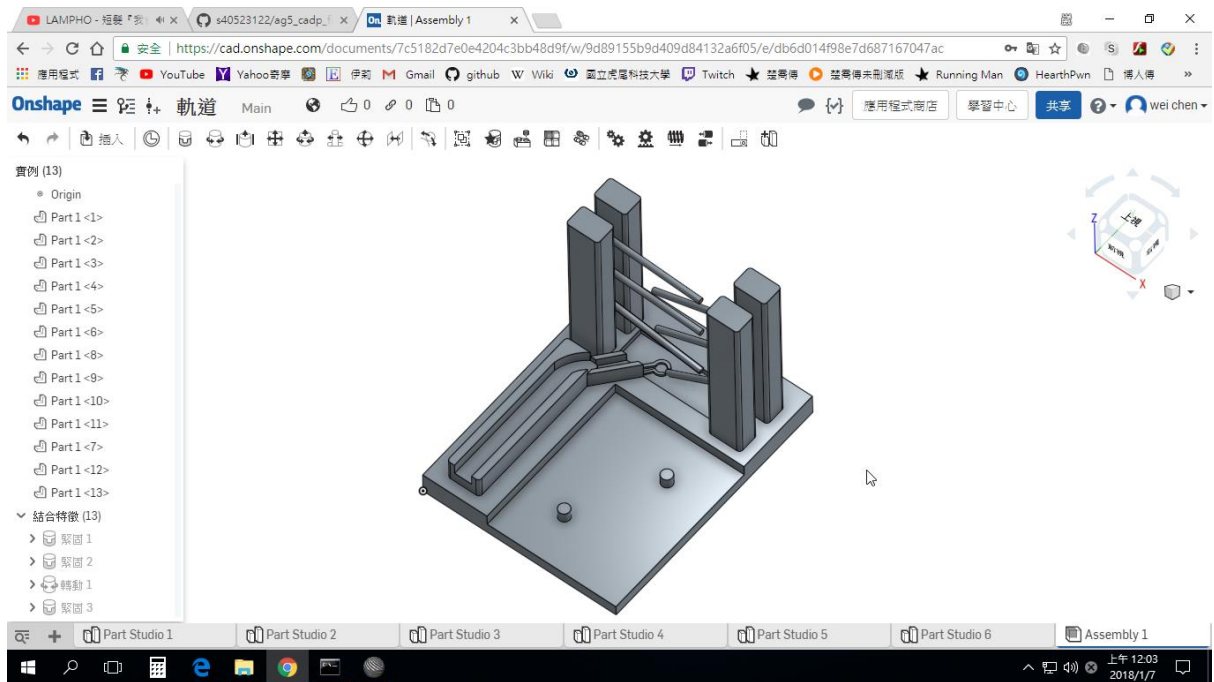 LAMPHO - 短髮『我
s40523122/ag5_cadp_
軌道 | Assembly 1
安全 | https://cad.onshape.com/documents/7c5182d7e0e4204c3bb48d9f/w/9d89155b9d409d84132a6f05/e/db6d014f98e7d687167047ac
應用程式 YouTube Yahoo奇摩 伊莉 Gmail github Wiki 國立虎尾科技大學 Twitch 楚喬傳 楚喬傳未刪減版 Running Man HearthPwn 博人傳 »
Onshape 軌道 Main 0 0 0 應用程式商店 學習中心 共享 wei chen
插入
實例 (13)
Origin
Part 1 <1>
Part 1 <2>
Part 1 <3>
Part 1 <4>
Part 1 <5>
Part 1 <6>
Part 1 <8>
Part 1 <9>
Part 1 <10>
Part 1 <11>
Part 1 <7>
Part 1 <12>
Part 1 <13>
結合特徵 (13)
緊固 1
緊固 2
轉動 1
緊固 3
Z
上視
X
Part Studio 1 Part Studio 2 Part Studio 3 Part Studio 4 Part Studio 5 Part Studio 6 Assembly 1
上午 12:03
2018/1/7